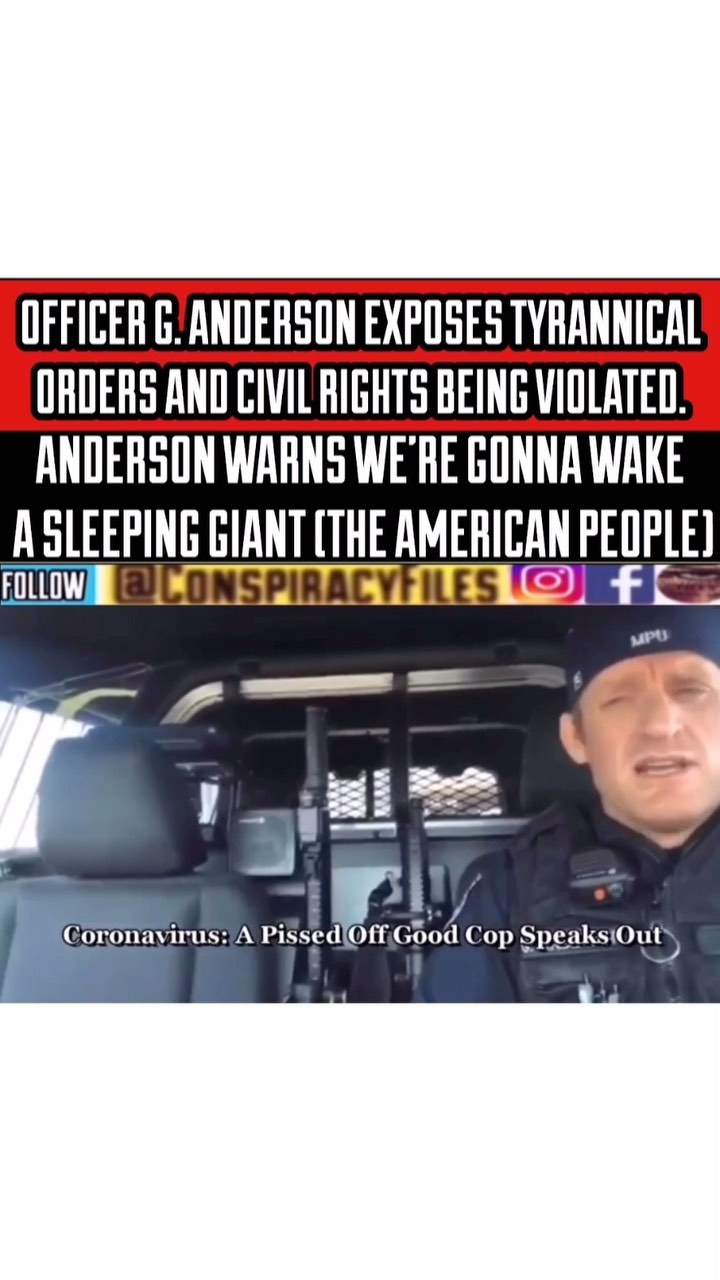 OFFICER G. ANDERSON EXPOSES TYRANNICAL
ORDERS AND CIVIL RIGHTS BEING VIOLATED.
ANDERSON WARNS WE'RE GONNA WAKE
A SLEEPING GIANT (THE AMERICAN PEOPLE)
FOLLOW @CONSPIRACYFILES
MPU
Coronavirus: A Pissed Off Good Cop Speaks Out